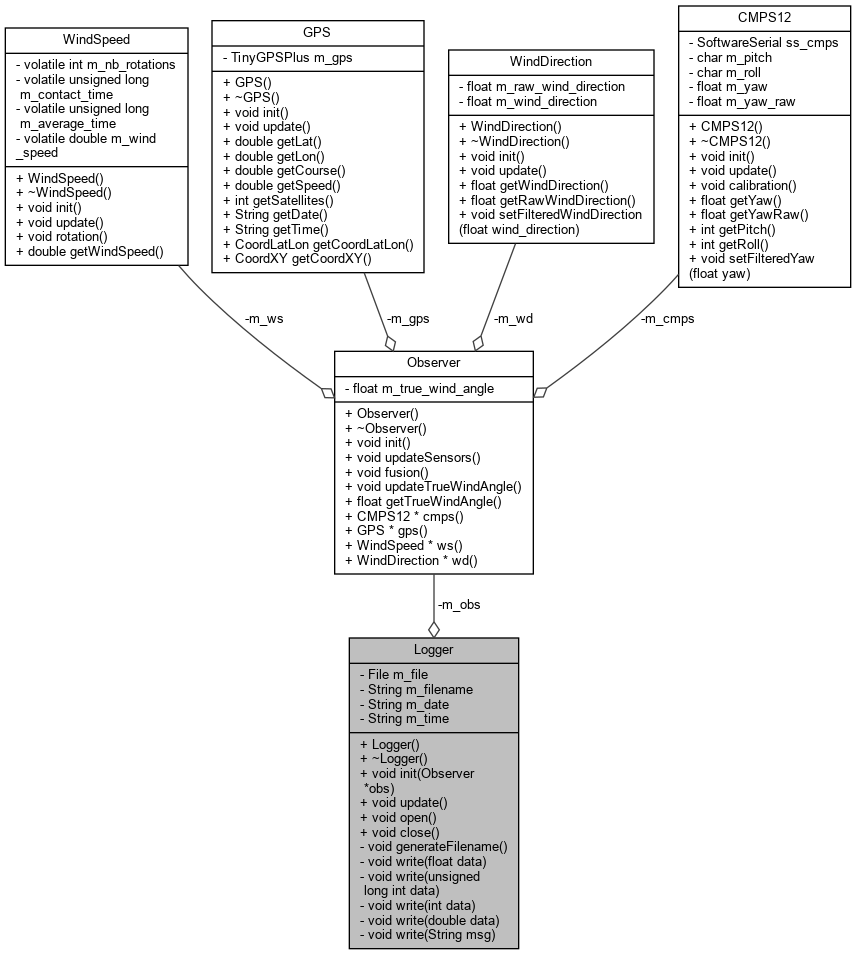 WindSpeed
- volatile int m_nb_rotations
- volatile unsigned long
m_contact_time
- volatile unsigned long
m_average_time
- volatile double m_wind
_speed
+ WindSpeed()
+ ~WindSpeed()
+ void init()
+ void update()
+ void rotation()
+ double getWindSpeed()
GPS
- TinyGPSPlus m_gps
+ GPS()
+ ~GPS()
+ void init()
+ void update()
+ double getLat()
+ double getLon()
+ double getCourse()
+ double getSpeed()
+ int getSatellites()
+ String getDate()
+ String getTime()
+ CoordLatLon getCoordLatLon()
+ CoordXY getCoordXY()
WindDirection
- float m_raw_wind_direction
- float m_wind_direction
+ WindDirection()
+ ~WindDirection()
+ void init()
+ void update()
+ float getWindDirection()
+ float getRawWindDirection()
+ void setFilteredWindDirection
(float wind_direction)
CMPS12
- SoftwareSerial ss_cmps
- char m_pitch
- char m_roll
- float m_yaw
- float m_yaw_raw
+ CMPS12()
+ ~CMPS12()
+ void init()
+ void update()
+ void calibration()
+ float getYaw()
+ float getYawRaw()
+ int getPitch()
+ int getRoll()
+ void setFilteredYaw
(float yaw)
-m_ws
-m_gps
-m_wd
-m_cmps
Observer
- float m_true_wind_angle
+ Observer()
+ ~Observer()
+ void init()
+ void updateSensors()
+ void fusion()
+ void updateTrueWindAngle()
+ float getTrueWindAngle()
+ CMPS12 * cmps()
+ GPS * gps()
+ WindSpeed * ws()
+ WindDirection * wd()
-m_obs
Logger
- File m_file
- String m_filename
- String m_date
- String m_time
+ Logger()
+ ~Logger()
+ void init(Observer
*obs)
+ void update()
+ void open()
+ void close()
- void generateFilename()
- void write(float data)
- void write(unsigned
long int data)
- void write(int data)
- void write(double data)
- void write(String msg)